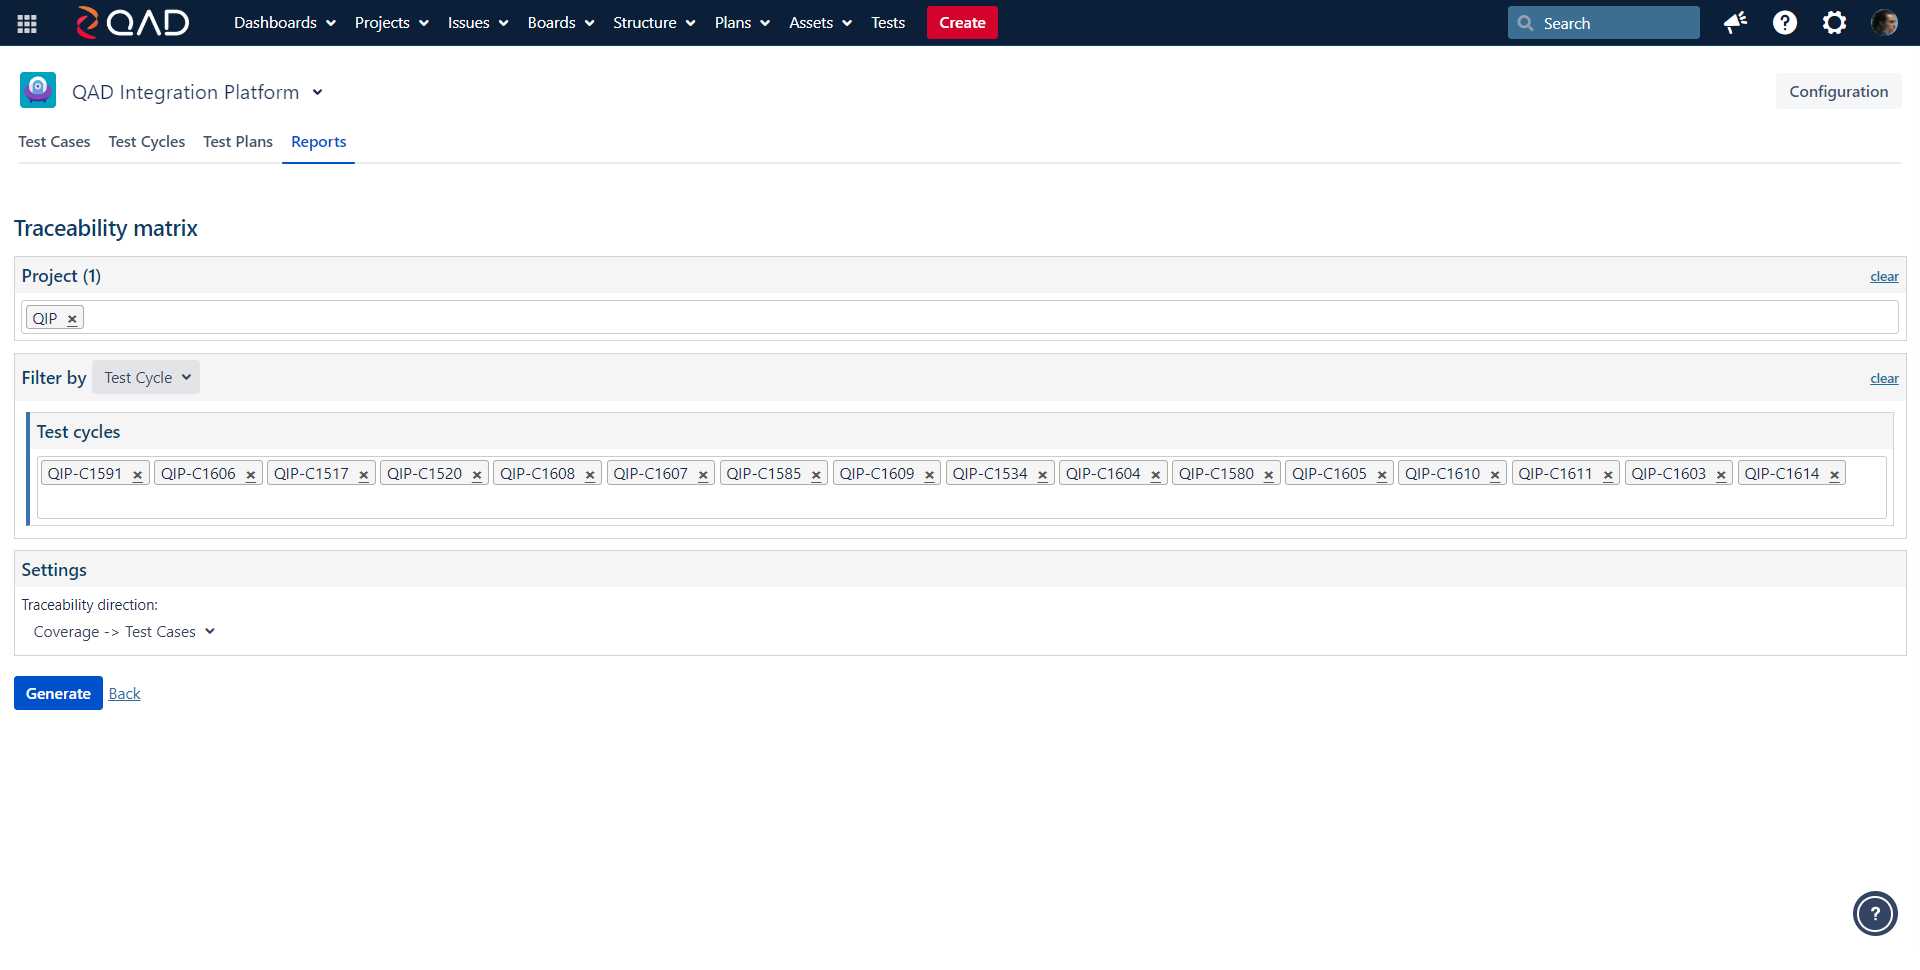 QAD Dashboards Projects Issues Boards Structure Plans Assets Tests Create Search ?
QAD Integration Platform Configuration
Test Cases Test Cycles Test Plans Reports
Traceability matrix
Project (1) clear
QIP ×
Filter by Test Cycle clear
Test cycles
QIP-C1591 × QIP-C1606 × QIP-C1517 × QIP-C1520 × QIP-C1608 × QIP-C1607 × QIP-C1585 × QIP-C1609 × QIP-C1534 × QIP-C1604 × QIP-C1580 × QIP-C1605 × QIP-C1610 × QIP-C1611 × QIP-C1603 × QIP-C1614 ×
Settings
Traceability direction:
Coverage -> Test Cases
Generate Back
?